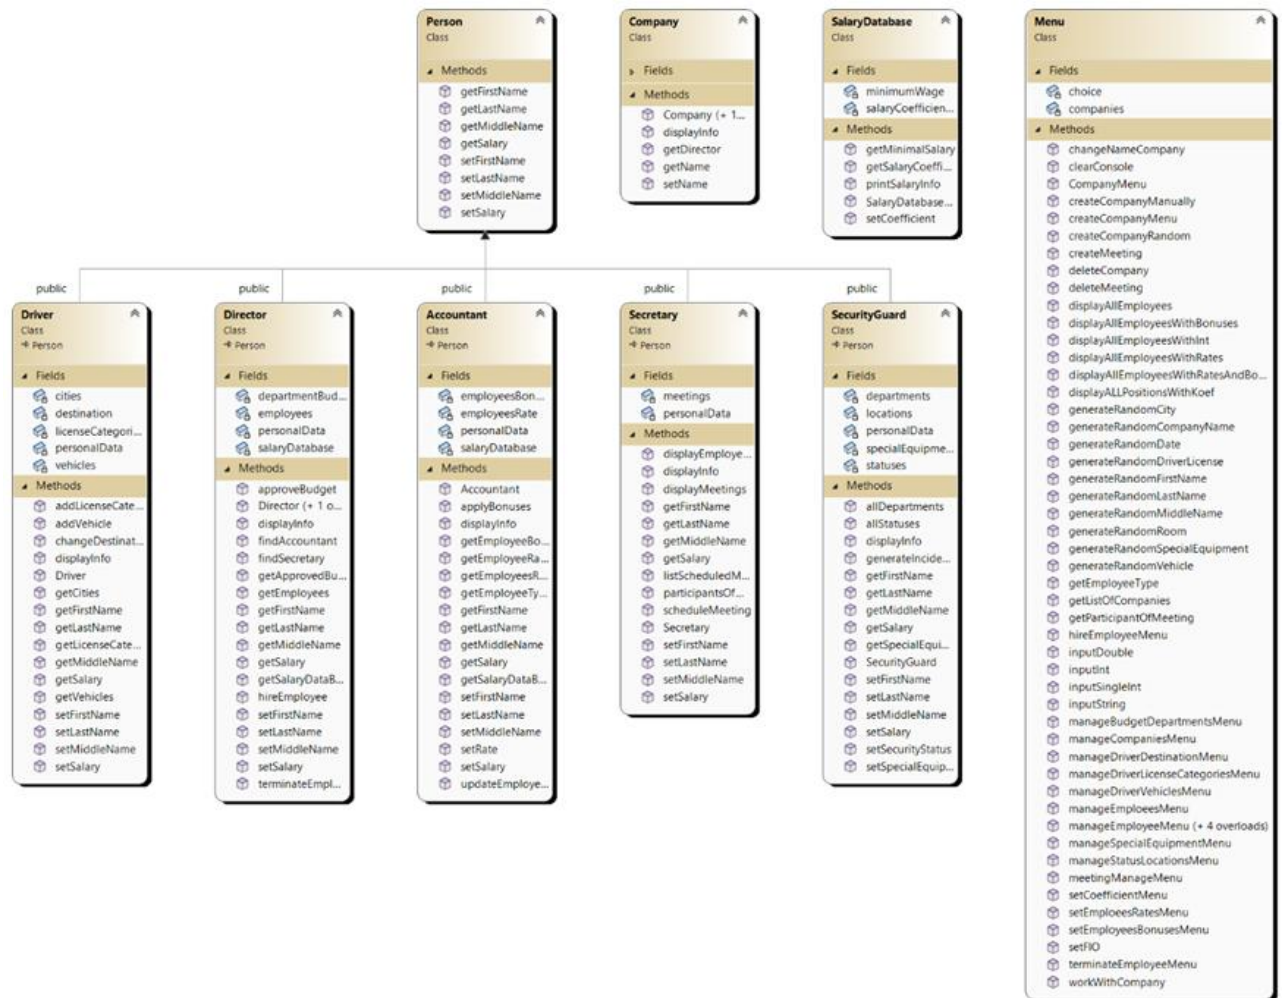 Person
Class
Methods
getFirstName
getLastName
getMiddleName
getSalary
setFirstName
setLastName
setMiddleName
setSalary
Company
Class
Fields
Methods
Company (+ 1...
displayInfo
getDirector
getName
setName
SalaryDatabase
Class
Fields
minimumWage
salaryCoefficien...
Methods
getMinimalSalary
getSalaryCoeffi...
printSalaryInfo
SalaryDatabase...
setCoefficient
Menu
Class
Fields
choice
companies
Methods
changeNameCompany
clearConsole
CompanyMenu
createCompanyManually
createCompanyMenu
createCompanyRandom
createMeeting
deleteCompany
deleteMeeting
displayAllEmployees
displayAllEmployeesWithBonuses
displayAllEmployeesWithInt
displayAllEmployeesWithRates
displayAllEmployeesWithRatesAndBo...
displayALLPositionsWithKoef
generateRandomCity
generateRandomCompanyName
generateRandomDate
generateRandomDriverLicense
generateRandomFirstName
generateRandomLastName
generateRandomMiddleName
generateRandomRoom
generateRandomSpecialEquipment
generateRandomVehicle
getEmployeeType
getListOfCompanies
getParticipantOfMeeting
hireEmployeeMenu
inputDouble
inputInt
inputSingleInt
inputString
manageBudgetDepartmentsMenu
manageCompaniesMenu
manageDriverDestinationMenu
manageDriverLicenseCategoriesMenu
manageDriverVehiclesMenu
manageEmploeesMenu
manageEmployeeMenu (+ 4 overloads)
manageSpecialEquipmentMenu
manageStatusLocationsMenu
meetingManageMenu
setCoefficientMenu
setEmploeesRatesMenu
setEmployeesBonusesMenu
setFIO
terminateEmployeeMenu
workWithCompany
public
public
public
public
public
Driver
Class
Person
Fields
cities
destination
licenseCategori...
personalData
vehicles
Methods
addLicenseCate...
addVehicle
changeDestinat...
displayInfo
Driver
getCities
getFirstName
getLastName
getLicenseCate...
getMiddleName
getSalary
getVehicles
setFirstName
setLastName
setMiddleName
setSalary
Director
Class
Person
Fields
departmentBud...
employees
personalData
salaryDatabase
Methods
approveBudget
Director (+ 1 o...
displayInfo
findAccountant
findSecretary
getApprovedBu...
getEmployees
getFirstName
getLastName
getMiddleName
getSalary
getSalaryDataB...
hireEmployee
setFirstName
setLastName
setMiddleName
setSalary
terminateEmpl...
Accountant
Class
Person
Fields
employeesBon...
employeesRate
personalData
salaryDatabase
Methods
Accountant
applyBonuses
displayInfo
getEmployeeBo...
getEmployeeRa...
getEmployeesR...
getEmployeeTy...
getFirstName
getLastName
getMiddleName
getSalary
getSalaryDataB...
setFirstName
setLastName
setMiddleName
setRate
setSalary
updateEmploye...
Secretary
Class
Person
Fields
meetings
personalData
Methods
displayEmploye...
displayInfo
displayMeetings
getFirstName
getLastName
getMiddleName
getSalary
listScheduledM...
participantsOf...
scheduleMeeting
Secretary
setFirstName
setLastName
setMiddleName
setSalary
SecurityGuard
Class
Person
Fields
departments
locations
personalData
specialEquipme...
statuses
Methods
allDepartments
allStatuses
displayInfo
generateIncide...
getFirstName
getLastName
getMiddleName
getSalary
getSpecialEqui...
SecurityGuard
setFirstName
setLastName
setMiddleName
setSalary
setSecurityStatus
setSpecialEquip...